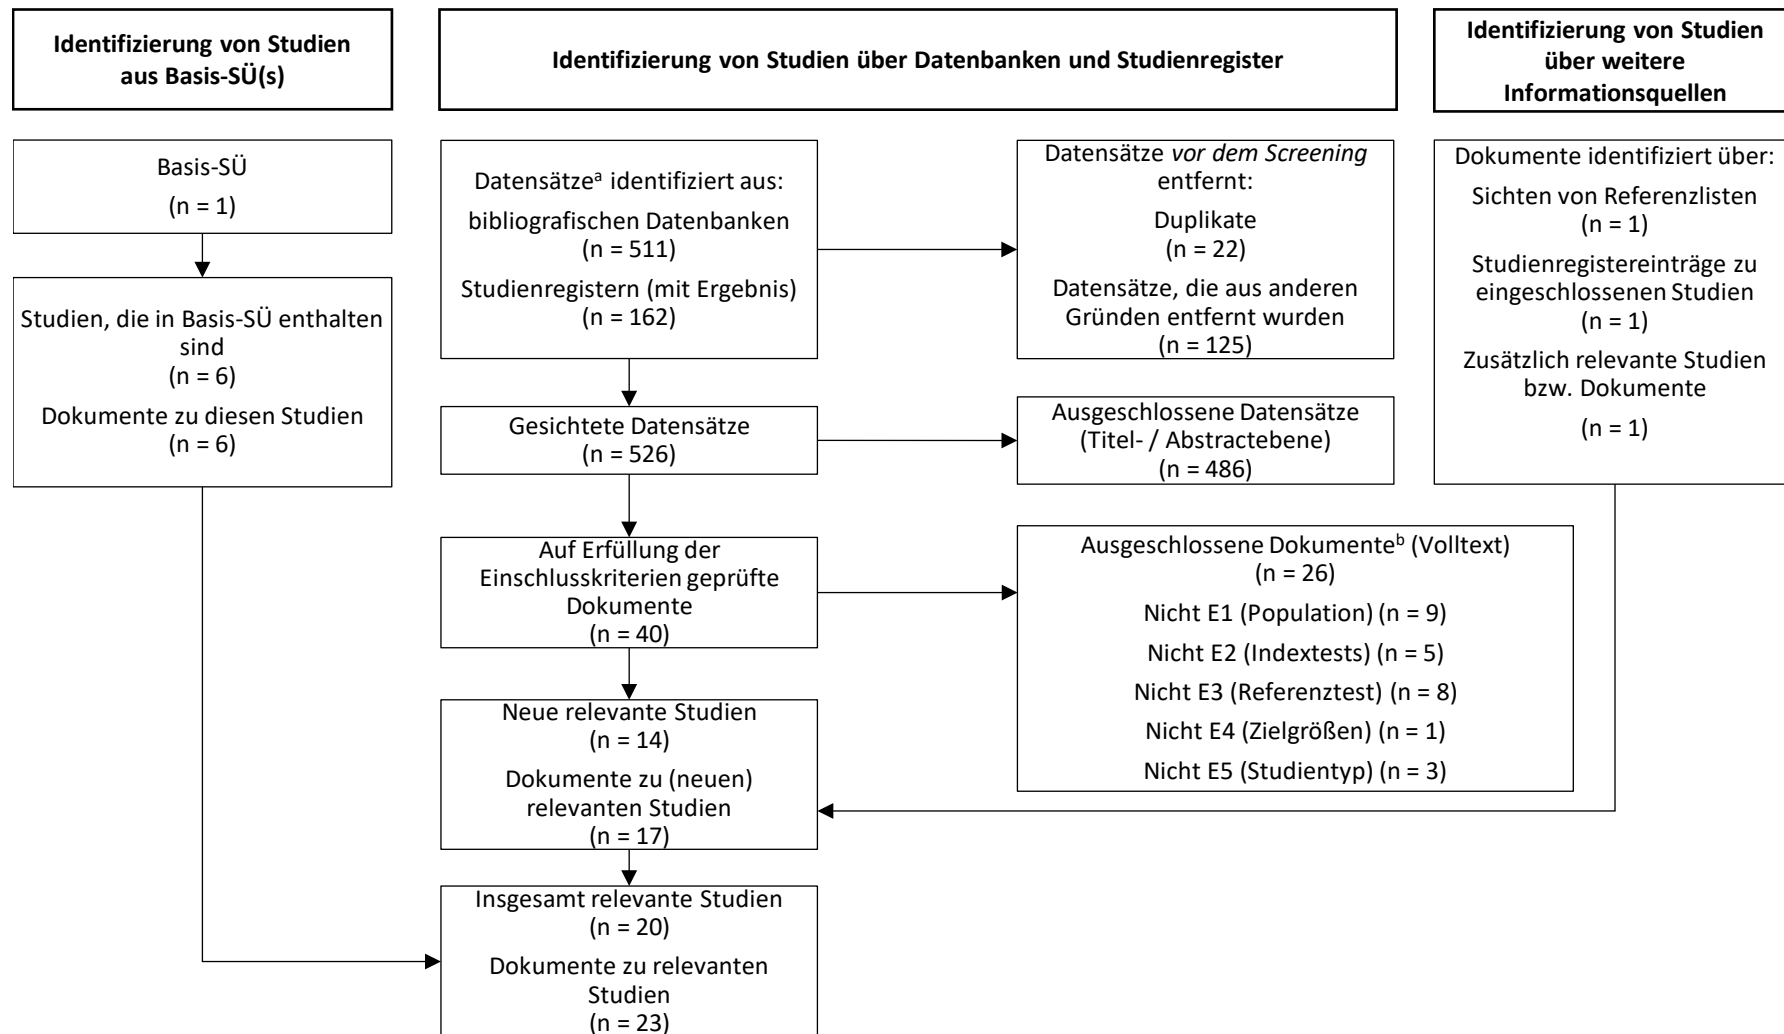 Identifizierung von Studien
aus Basis-SÜ(s)
Identifizierung von Studien über Datenbanken und Studienregister
Identifizierung von Studien
über weitere
Informationsquellen
Basis-SÜ
(n = 1)
Studien, die in Basis-SÜ enthalten
sind
(n = 6)
Dokumente zu diesen Studien
(n = 6)
Datensätzeᵃ identifiziert aus:
bibliografischen Datenbanken
(n = 511)
Studienregistern (mit Ergebnis)
(n = 162)
Datensätze vor dem Screening
entfernt:
Duplikate
(n = 22)
Datensätze, die aus anderen
Gründen entfernt wurden
(n = 125)
Dokumente identifiziert über:
Sichten von Referenzlisten
(n = 1)
Studienregistereinträge zu
eingeschlossenen Studien
(n = 1)
Zusätzlich relevante Studien
bzw. Dokumente
(n = 1)
Gesichtete Datensätze
(n = 526)
Ausgeschlossene Datensätze
(Titel- / Abstractebene)
(n = 486)
Auf Erfüllung der
Einschlusskriterien geprüfte
Dokumente
(n = 40)
Ausgeschlossene Dokumenteᵇ (Volltext)
(n = 26)
Nicht E1 (Population) (n = 9)
Nicht E2 (Indextests) (n = 5)
Nicht E3 (Referenztest) (n = 8)
Nicht E4 (Zielgrößen) (n = 1)
Nicht E5 (Studientyp) (n = 3)
Neue relevante Studien
(n = 14)
Dokumente zu (neuen)
relevanten Studien
(n = 17)
Insgesamt relevante Studien
(n = 20)
Dokumente zu relevanten
Studien
(n = 23)